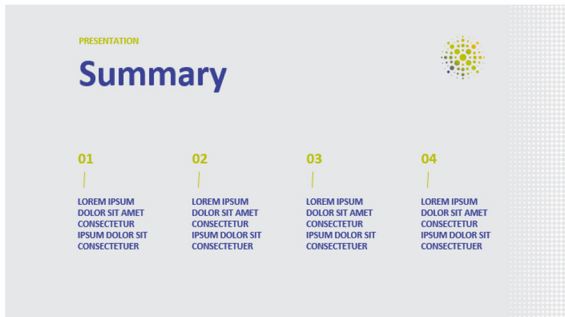 PRESENTATION
Summary
01
LOREM IPSUM
DOLOR SIT AMET
CONSECTETUR
IPSUM DOLOR SIT
CONSECTETUER
02
LOREM IPSUM
DOLOR SIT AMET
CONSECTETUR
IPSUM DOLOR SIT
CONSECTETUER
03
LOREM IPSUM
DOLOR SIT AMET
CONSECTETUR
IPSUM DOLOR SIT
CONSECTETUER
04
LOREM IPSUM
DOLOR SIT AMET
CONSECTETUR
IPSUM DOLOR SIT
CONSECTETUER